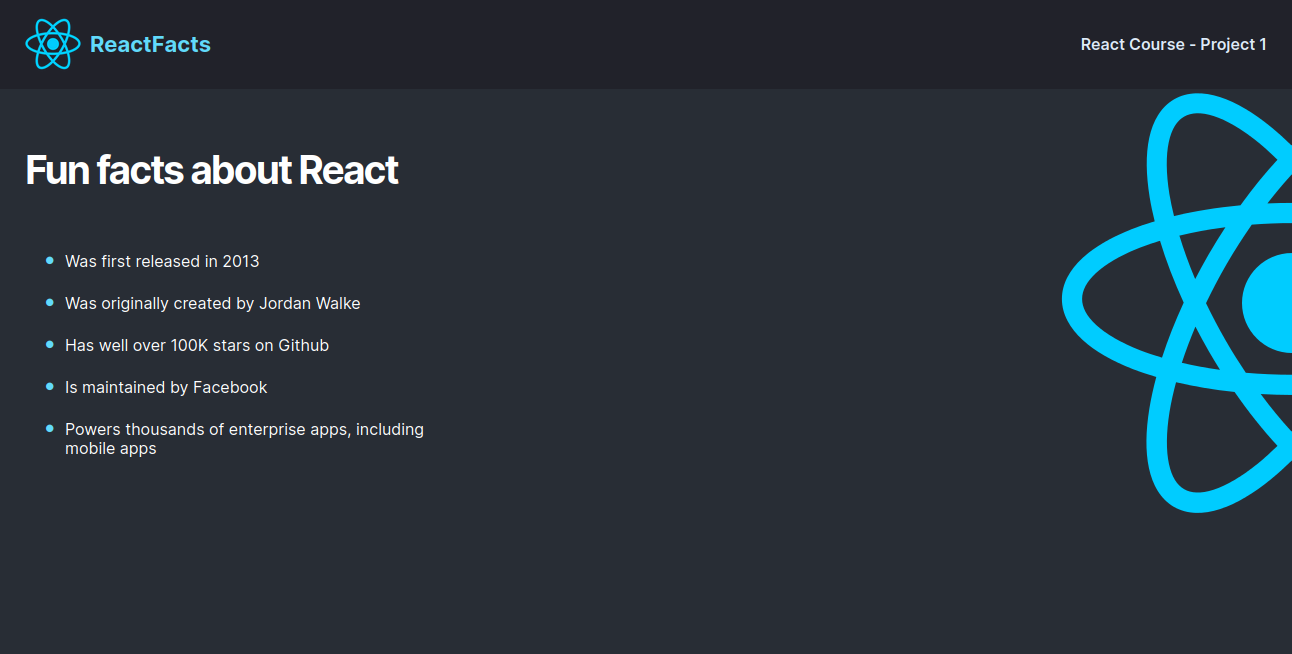 ReactFacts
React Course - Project 1
Fun facts about React
Was first released in 2013
Was originally created by Jordan Walke
Has well over 100K stars on Github
Is maintained by Facebook
Powers thousands of enterprise apps, including
mobile apps